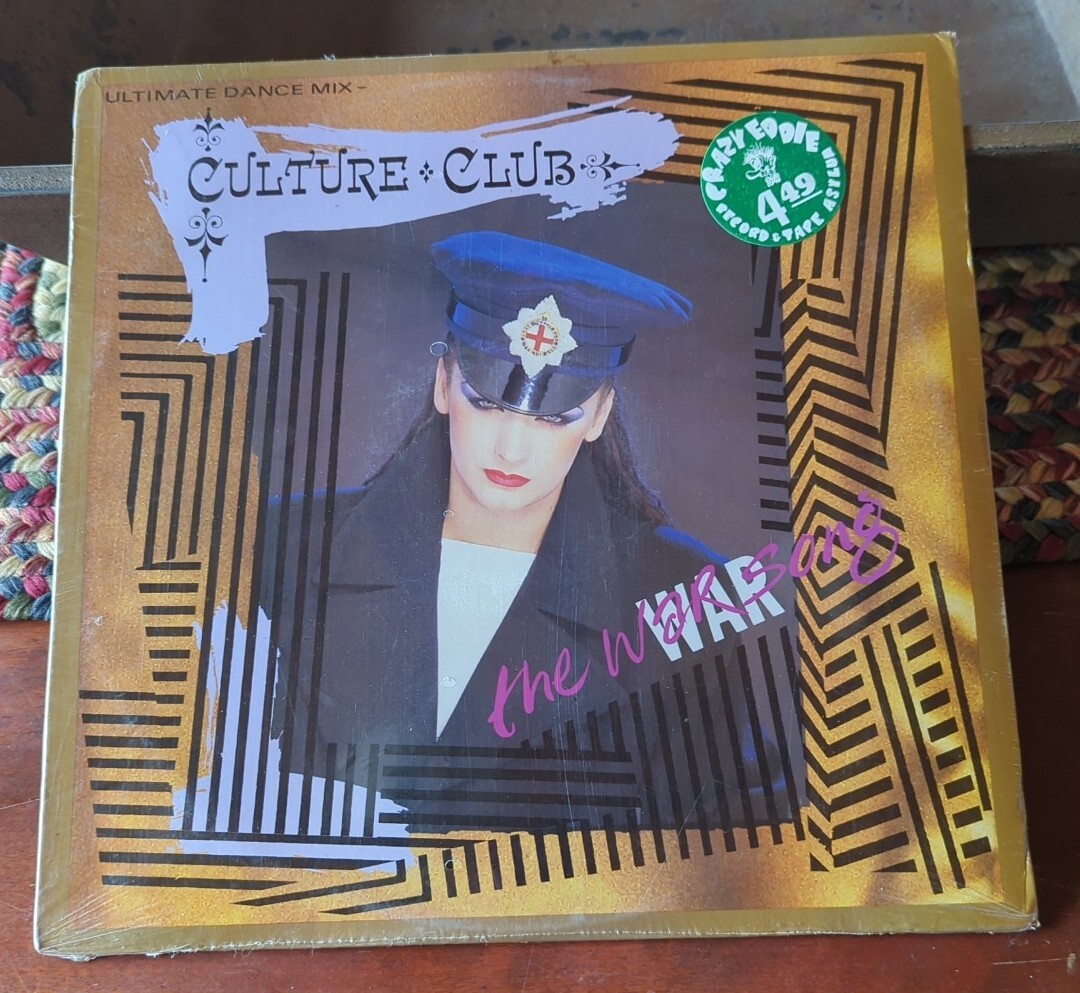 ULTIMATE DANCE MIX –
CULTURE CLUB
CRAZY EDDIE
4.49
RECORD & TAPE ASYLUM
WAR
the war song